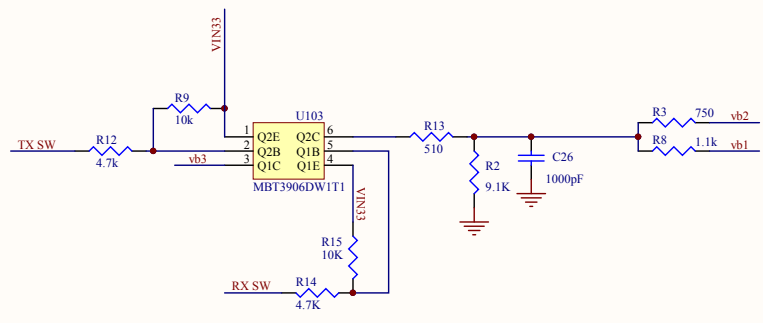 VIN33
R9
10k
U103
TX SW
R12
4.7k
1 Q2E Q2C 6
2 Q2B Q1B 5
3 Q1C Q1E 4
vb3
MBT3906DW1T1
R13
510
R3 750 vb2
R8 1.1k vb1
R2
9.1K
C26
1000pF
VIN33
R15
10K
RX SW
R14
4.7K